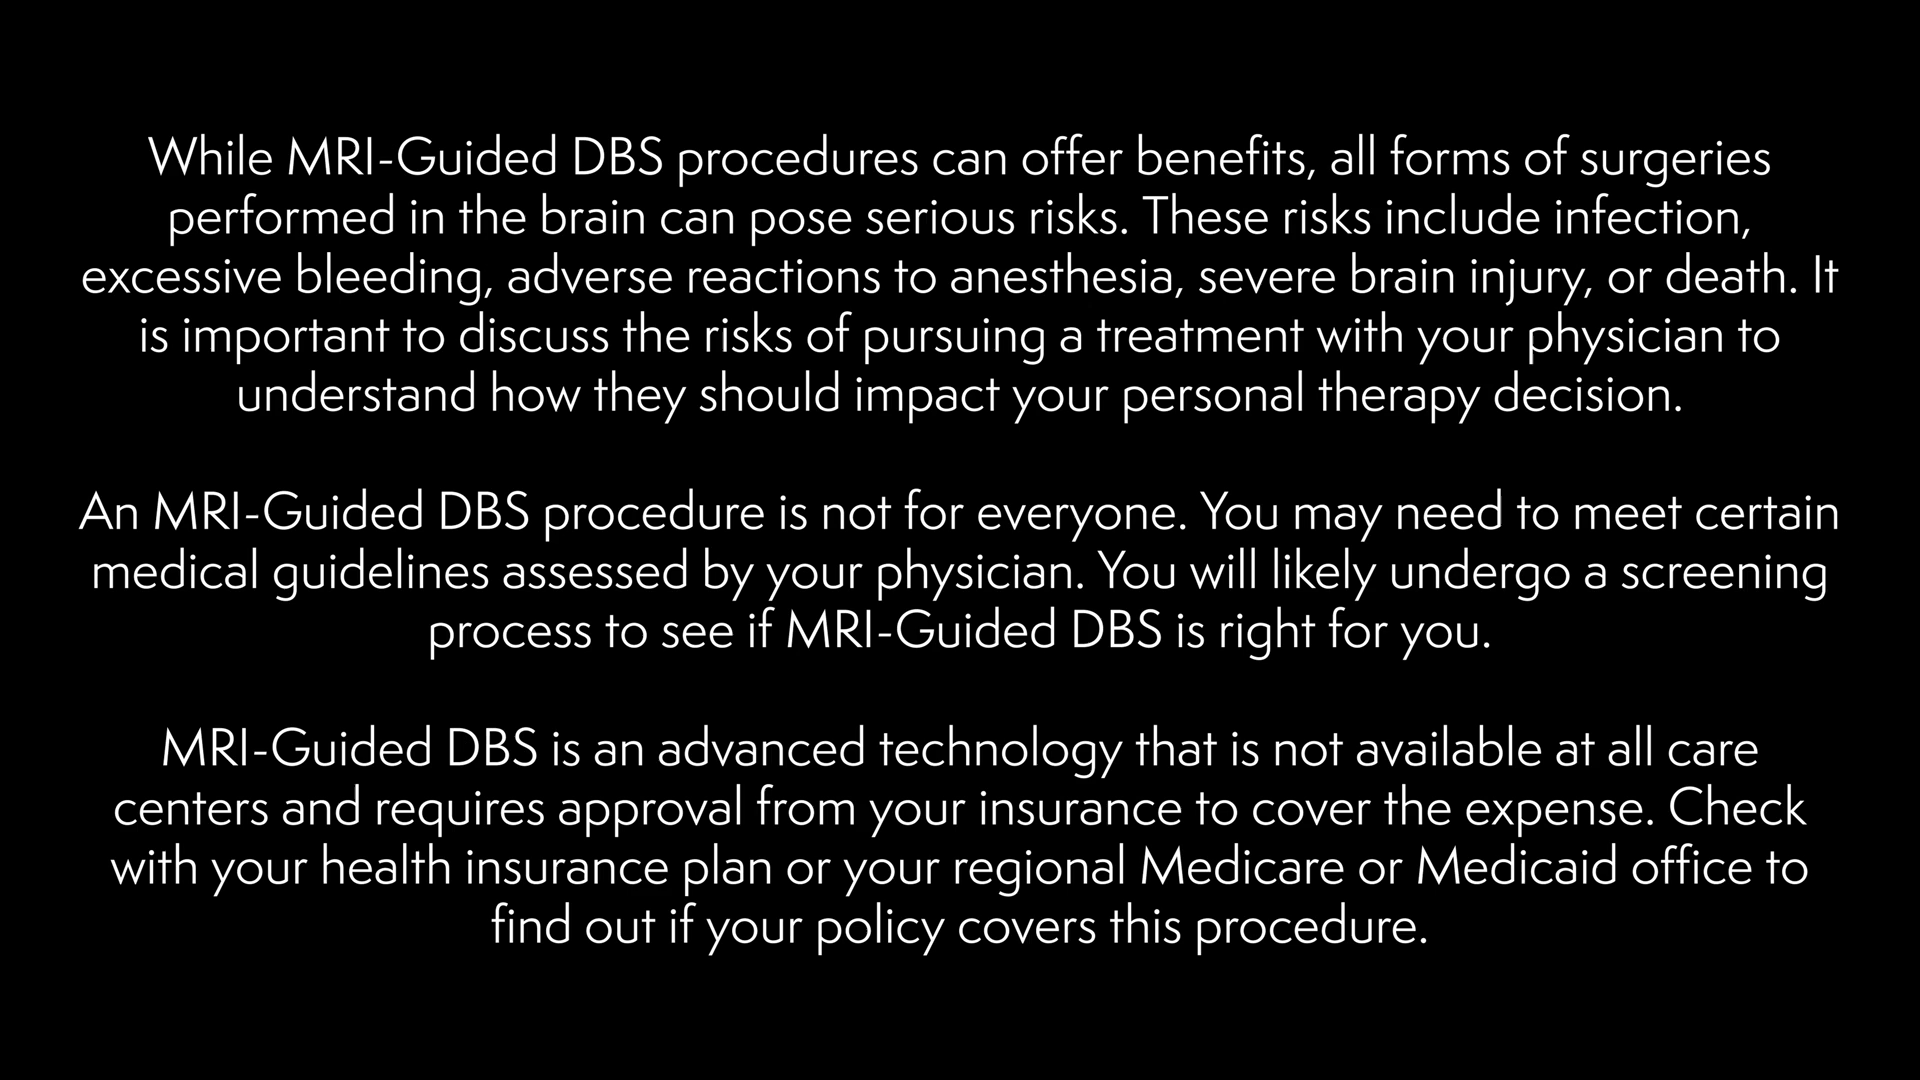 While MRI-Guided DBS procedures can offer benefits, all forms of surgeries
performed in the brain can pose serious risks. These risks include infection,
excessive bleeding, adverse reactions to anesthesia, severe brain injury, or death. It
is important to discuss the risks of pursuing a treatment with your physician to
understand how they should impact your personal therapy decision.
An MRI-Guided DBS procedure is not for everyone. You may need to meet certain
medical guidelines assessed by your physician. You will likely undergo a screening
process to see if MRI-Guided DBS is right for you.
MRI-Guided DBS is an advanced technology that is not available at all care
centers and requires approval from your insurance to cover the expense. Check
with your health insurance plan or your regional Medicare or Medicaid office to
find out if your policy covers this procedure.